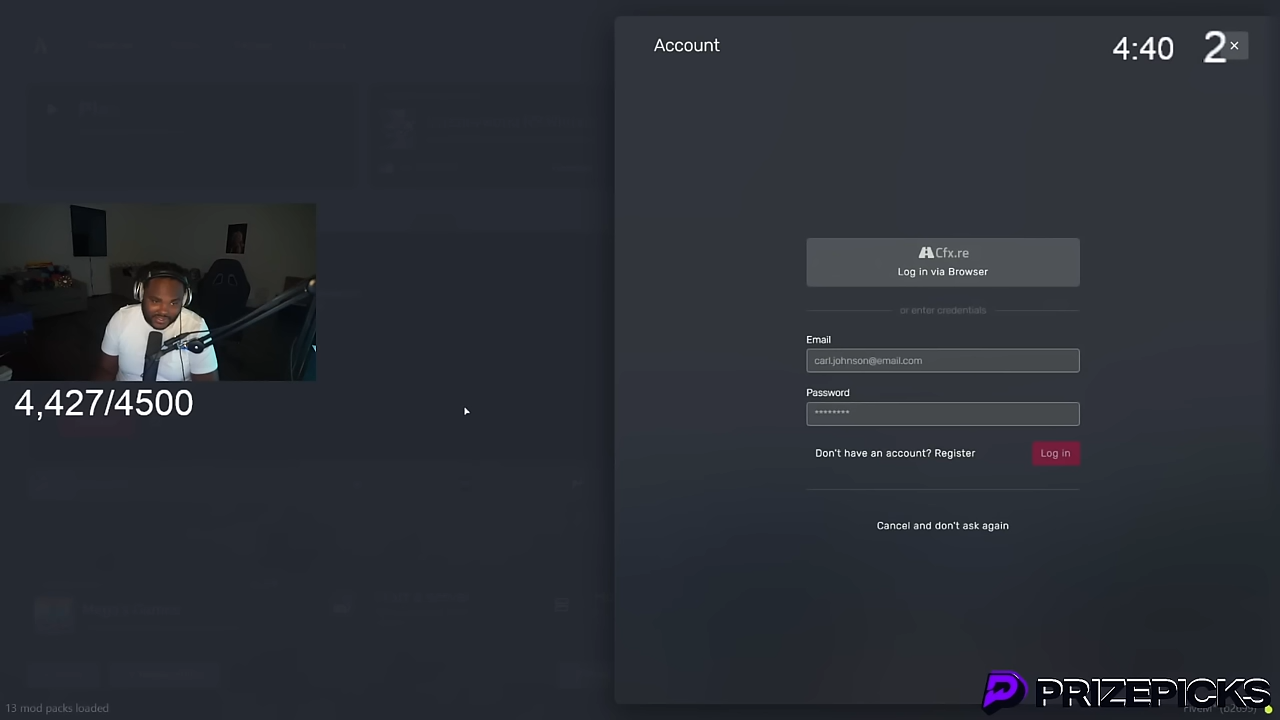 Account
4:40
2
Cfx.re
Log in via Browser
or enter credentials
Email
carl.johnson@email.com
Password
********
Don't have an account? Register
Log in
Cancel and don't ask again
4,427/4500
13 mod packs loaded
PRIZEPICKS